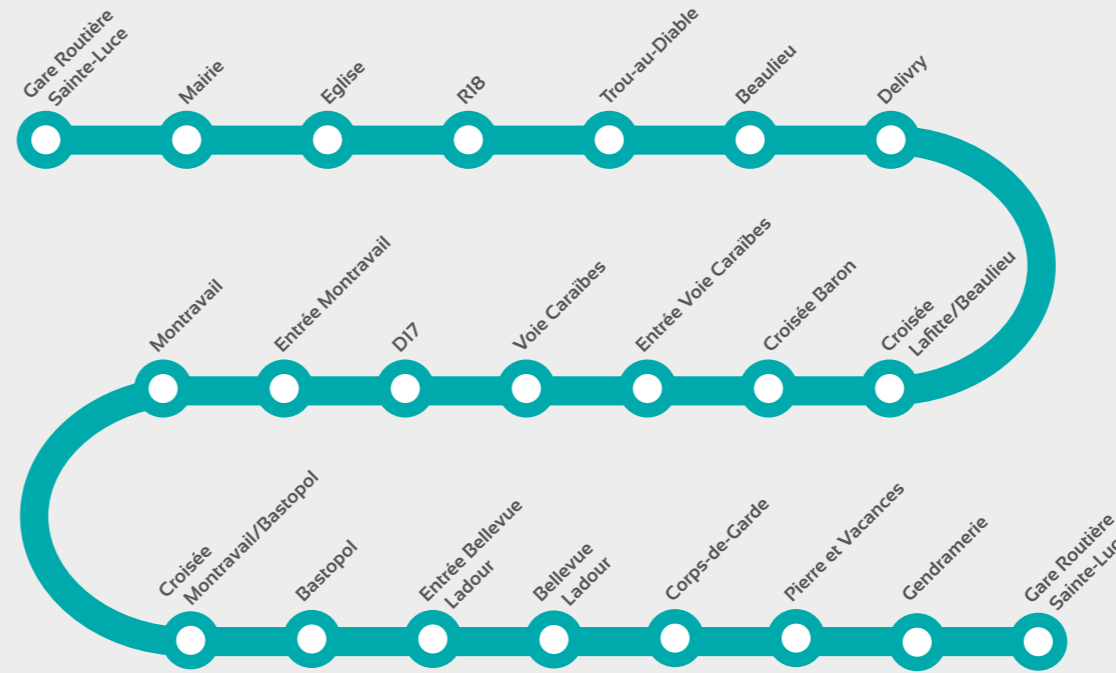 Gare Routière
Sainte-Luce
Mairie
Eglise
R18
Trou-au-Diable
Beaulieu
Delivry
Montravail
Entrée Montravail
D17
Voie Caraïbes
Entrée Voie Caraïbes
Croisée Baron
Croisée
Lafitte/Beaulieu
Croisée
Montravail/Bastopol
Bastopol
Entrée Bellevue
Ladour
Bellevue
Ladour
Corps-de-Garde
Pierre et Vacances
Gendramerie
Gare Routière
Sainte-Luc